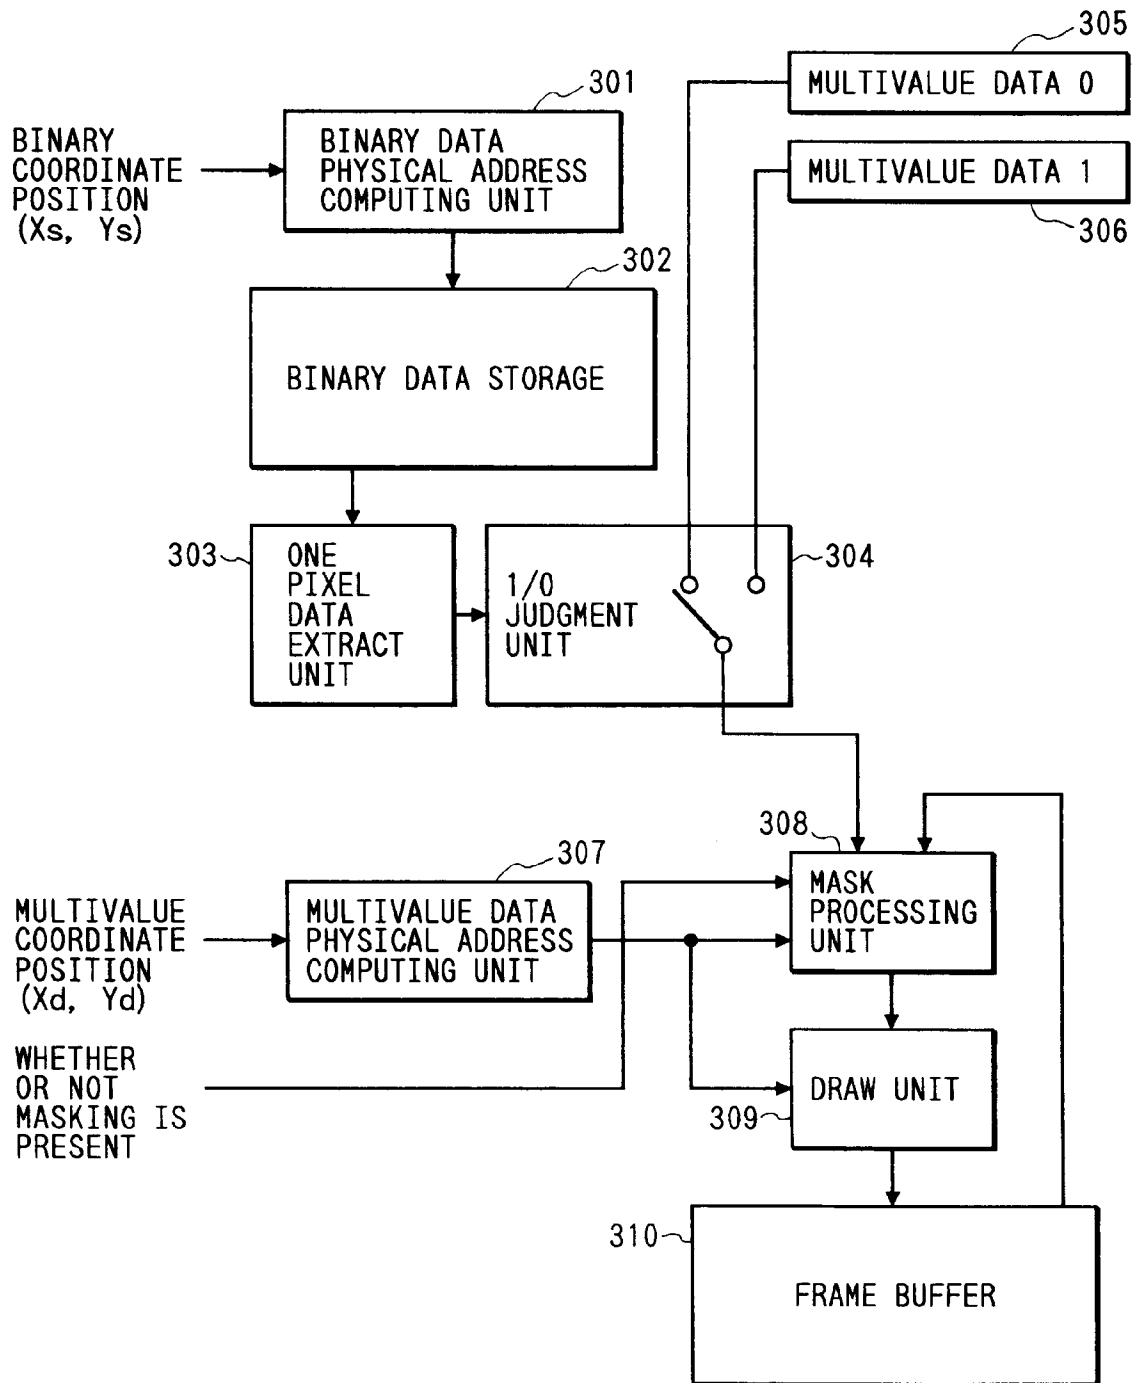 305
MULTIVALUE DATA 0
301
BINARY
COORDINATE
POSITION
(Xs, Ys)
BINARY DATA
PHYSICAL ADDRESS
COMPUTING UNIT
MULTIVALUE DATA 1
306
302
BINARY DATA STORAGE
303
ONE
PIXEL
DATA
EXTRACT
UNIT
1/0
JUDGMENT
UNIT
304
308
307
MULTIVALUE
COORDINATE
POSITION
(Xd, Yd)
MULTIVALUE DATA
PHYSICAL ADDRESS
COMPUTING UNIT
MASK
PROCESSING
UNIT
WHETHER
OR NOT
MASKING IS
PRESENT
DRAW UNIT
309
310
FRAME BUFFER